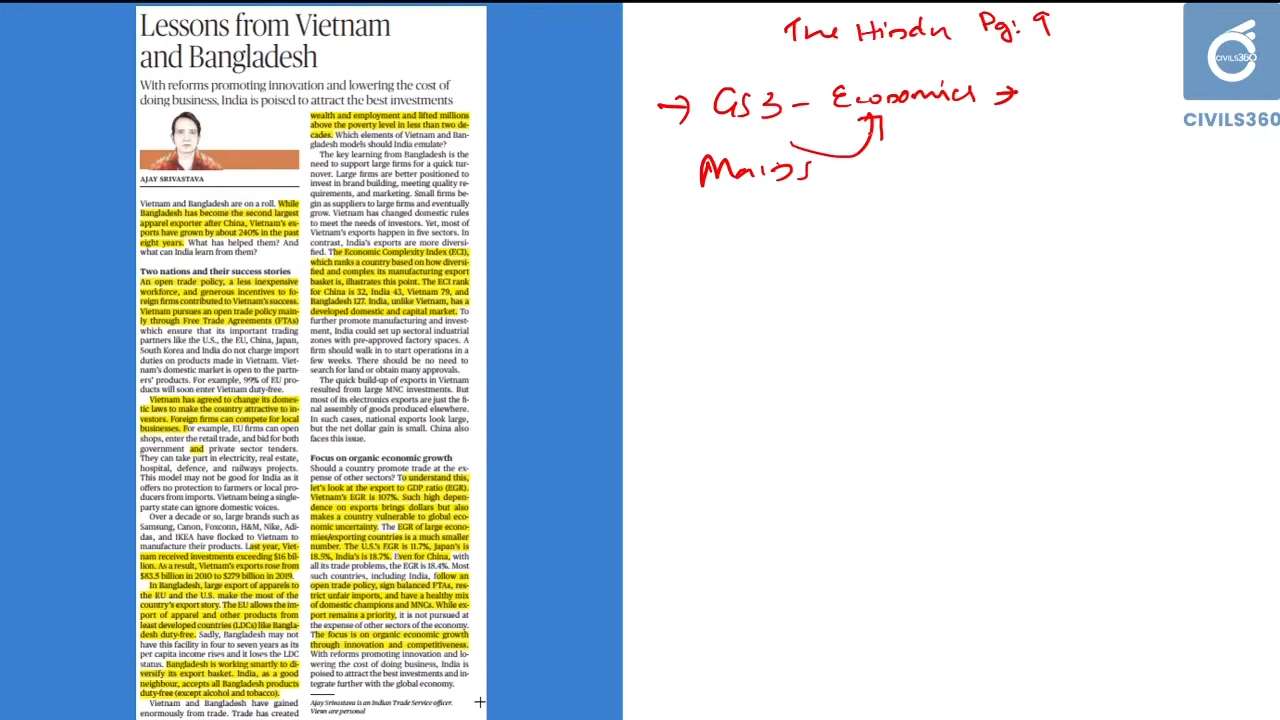 Lessons from Vietnam
and Bangladesh
With reforms promoting innovation and lowering the cost of
doing business, India is poised to attract the best investments
AJAY SRIVASTAVA
Vietnam and Bangladesh are on a roll. While
Bangladesh has become the second largest
apparel exporter after China, Vietnam's ex-
ports have grown by about 240% in the past
eight years. What has helped them? And
what can India learn from them?
Two nations and their success stories
An open trade policy, a less inexpensive
workforce, and generous incentives to fo-
reign firms contributed to Vietnam's success.
Vietnam pursues an open trade policy main-
ly through Free Trade Agreements (FTAs)
which ensure that its important trading
partners like the U.S., the EU, China, Japan,
South Korea and India do not charge import
duties on products made in Vietnam. Viet-
nam's domestic market is open to the partn-
ers' products. For example, 99% of EU pro-
ducts will soon enter Vietnam duty-free.
Vietnam has agreed to change its domes-
tic laws to make the country attractive to in-
vestors. Foreign firms can compete for local
businesses. For example, EU firms can open
shops, enter the retail trade, and bid for both
government and private sector tenders.
They can take part in electricity, real estate,
hospital, defence, and railways projects.
This model may not be good for India as it
offers no protection to farmers or local pro-
ducers from imports. Vietnam being a single-
party state can ignore domestic voices.
Over a decade or so, large brands such as
Samsung, Canon, Foxconn, H&M, Nike, Adi-
das, and IKEA have flocked to Vietnam to
manufacture their products. Last year, Viet-
nam received investments exceeding $16 bil-
lion. As a result, Vietnam's exports rose from
$83.5 billion in 2010 to $279 billion in 2019.
In Bangladesh, large export of apparels to
the EU and the U.S. make the most of the
country's export story. The EU allows the im-
port of apparel and other products from
least developed countries (LDCs) like Bangla-
desh duty-free. Sadly, Bangladesh may not
have this facility in four to seven years as its
per capita income rises and it loses the LDC
status. Bangladesh is working smartly to di-
versify its export basket. India, as a good
neighbour, accepts all Bangladesh products
duty-free (except alcohol and tobacco).
Vietnam and Bangladesh have gained
enormously from trade. Trade has created
wealth and employment and lifted millions
above the poverty level in less than two de-
cades. Which elements of Vietnam and Ban-
gladesh models should India emulate?
The key learning from Bangladesh is the
need to support large firms for a quick tur-
nover. Large firms are better positioned to
invest in brand building, meeting quality re-
quirements, and marketing. Small firms be-
gin as suppliers to large firms and eventually
grow. Vietnam has changed domestic rules
to meet the needs of investors. Yet, most of
Vietnam's exports happen in five sectors. In
contrast, India's exports are more diversi-
fied. The Economic Complexity Index (ECI),
which ranks a country based on how diversi-
fied and complex its manufacturing export
basket is, illustrates this point. The ECI rank
for China is 32, India 43, Vietnam 79, and
Bangladesh 127. India, unlike Vietnam, has a
developed domestic and capital market. To
further promote manufacturing and invest-
ment, India could set up sectoral industrial
zones with pre-approved factory spaces. A
firm should walk in to start operations in a
few weeks. There should be no need to
search for land or obtain many approvals.
The quick build-up of exports in Vietnam
resulted from large MNC investments. But
most of its electronics exports are just the fi-
nal assembly of goods produced elsewhere.
In such cases, national exports look large,
but the net dollar gain is small. China also
faces this issue.
Focus on organic economic growth
Should a country promote trade at the ex-
pense of other sectors? To understand this,
let's look at the export to GDP ratio (EGR).
Vietnam's EGR is 107%. Such high depen-
dence on exports brings dollars but also
makes a country vulnerable to global eco-
nomic uncertainty. The EGR of large econo-
mies/exporting countries is a much smaller
number. The U.S.'s EGR is 11.7%, Japan's is
18.5%, India's is 18.7%. Even for China, with
all its trade problems, the EGR is 18.4%. Most
such countries, including India, follow an
open trade policy, sign balanced FTAs, res-
trict unfair imports, and have a healthy mix
of domestic champions and MNCs. While ex-
port remains a priority, it is not pursued at
the expense of other sectors of the economy.
The focus is on organic economic growth
through innovation and competitiveness.
With reforms promoting innovation and lo-
wering the cost of doing business, India is
poised to attract the best investments and in-
tegrate further with the global economy.
Ajay Srivastava is an Indian Trade Service officer.
Views are personal
The Hindu Pg: 9
→ GS3 - Economics →
Mains
CIVILS360
CIVILS360